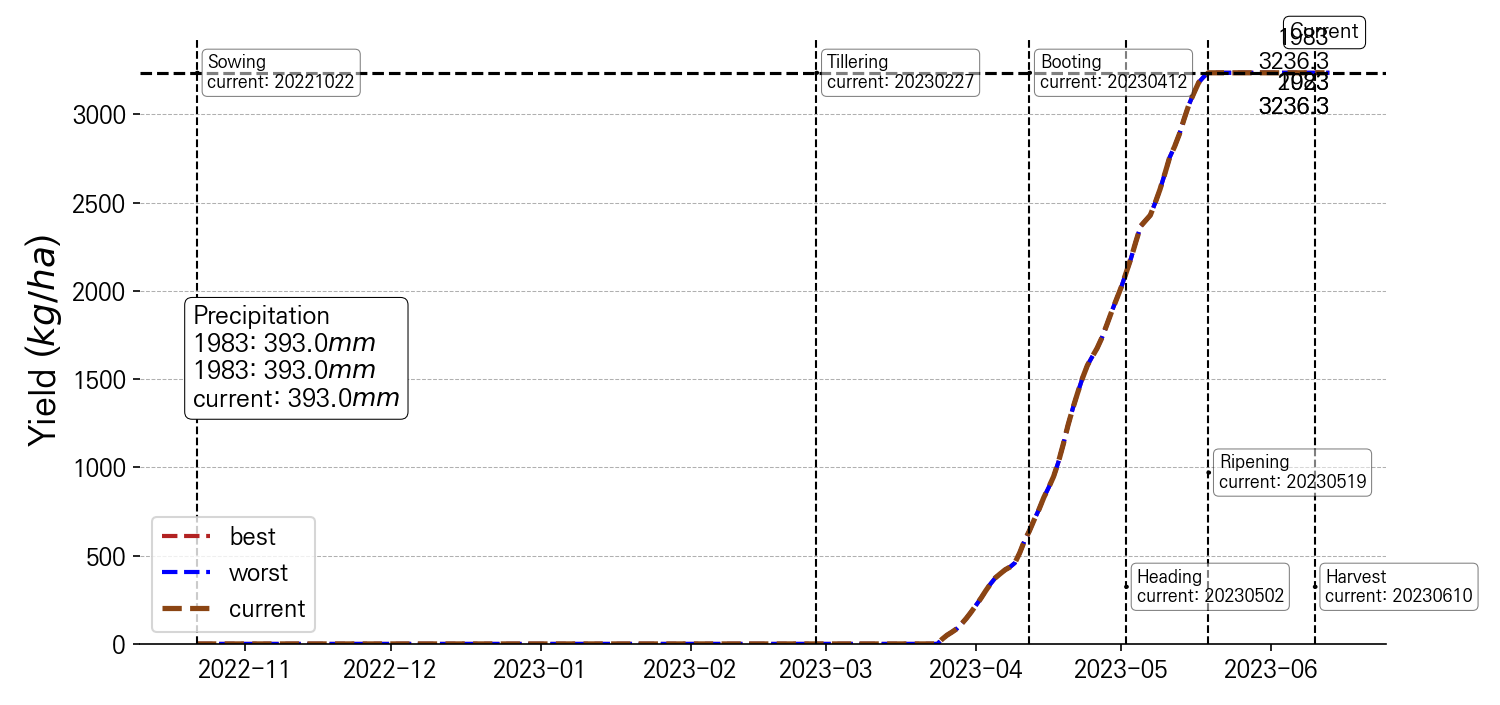 Current
1983
3236.3
1983
3236.3
Sowing
current: 20221022
Tillering
current: 20230227
Booting
current: 20230412
3000
2500
2000
1500
1000
500
0
Yield (kg/ha)
Precipitation
1983: 393.0mm
1983: 393.0mm
current: 393.0mm
Ripening
current: 20230519
Heading
current: 20230502
Harvest
current: 20230610
best
worst
current
2022-11
2022-12
2023-01
2023-02
2023-03
2023-04
2023-05
2023-06